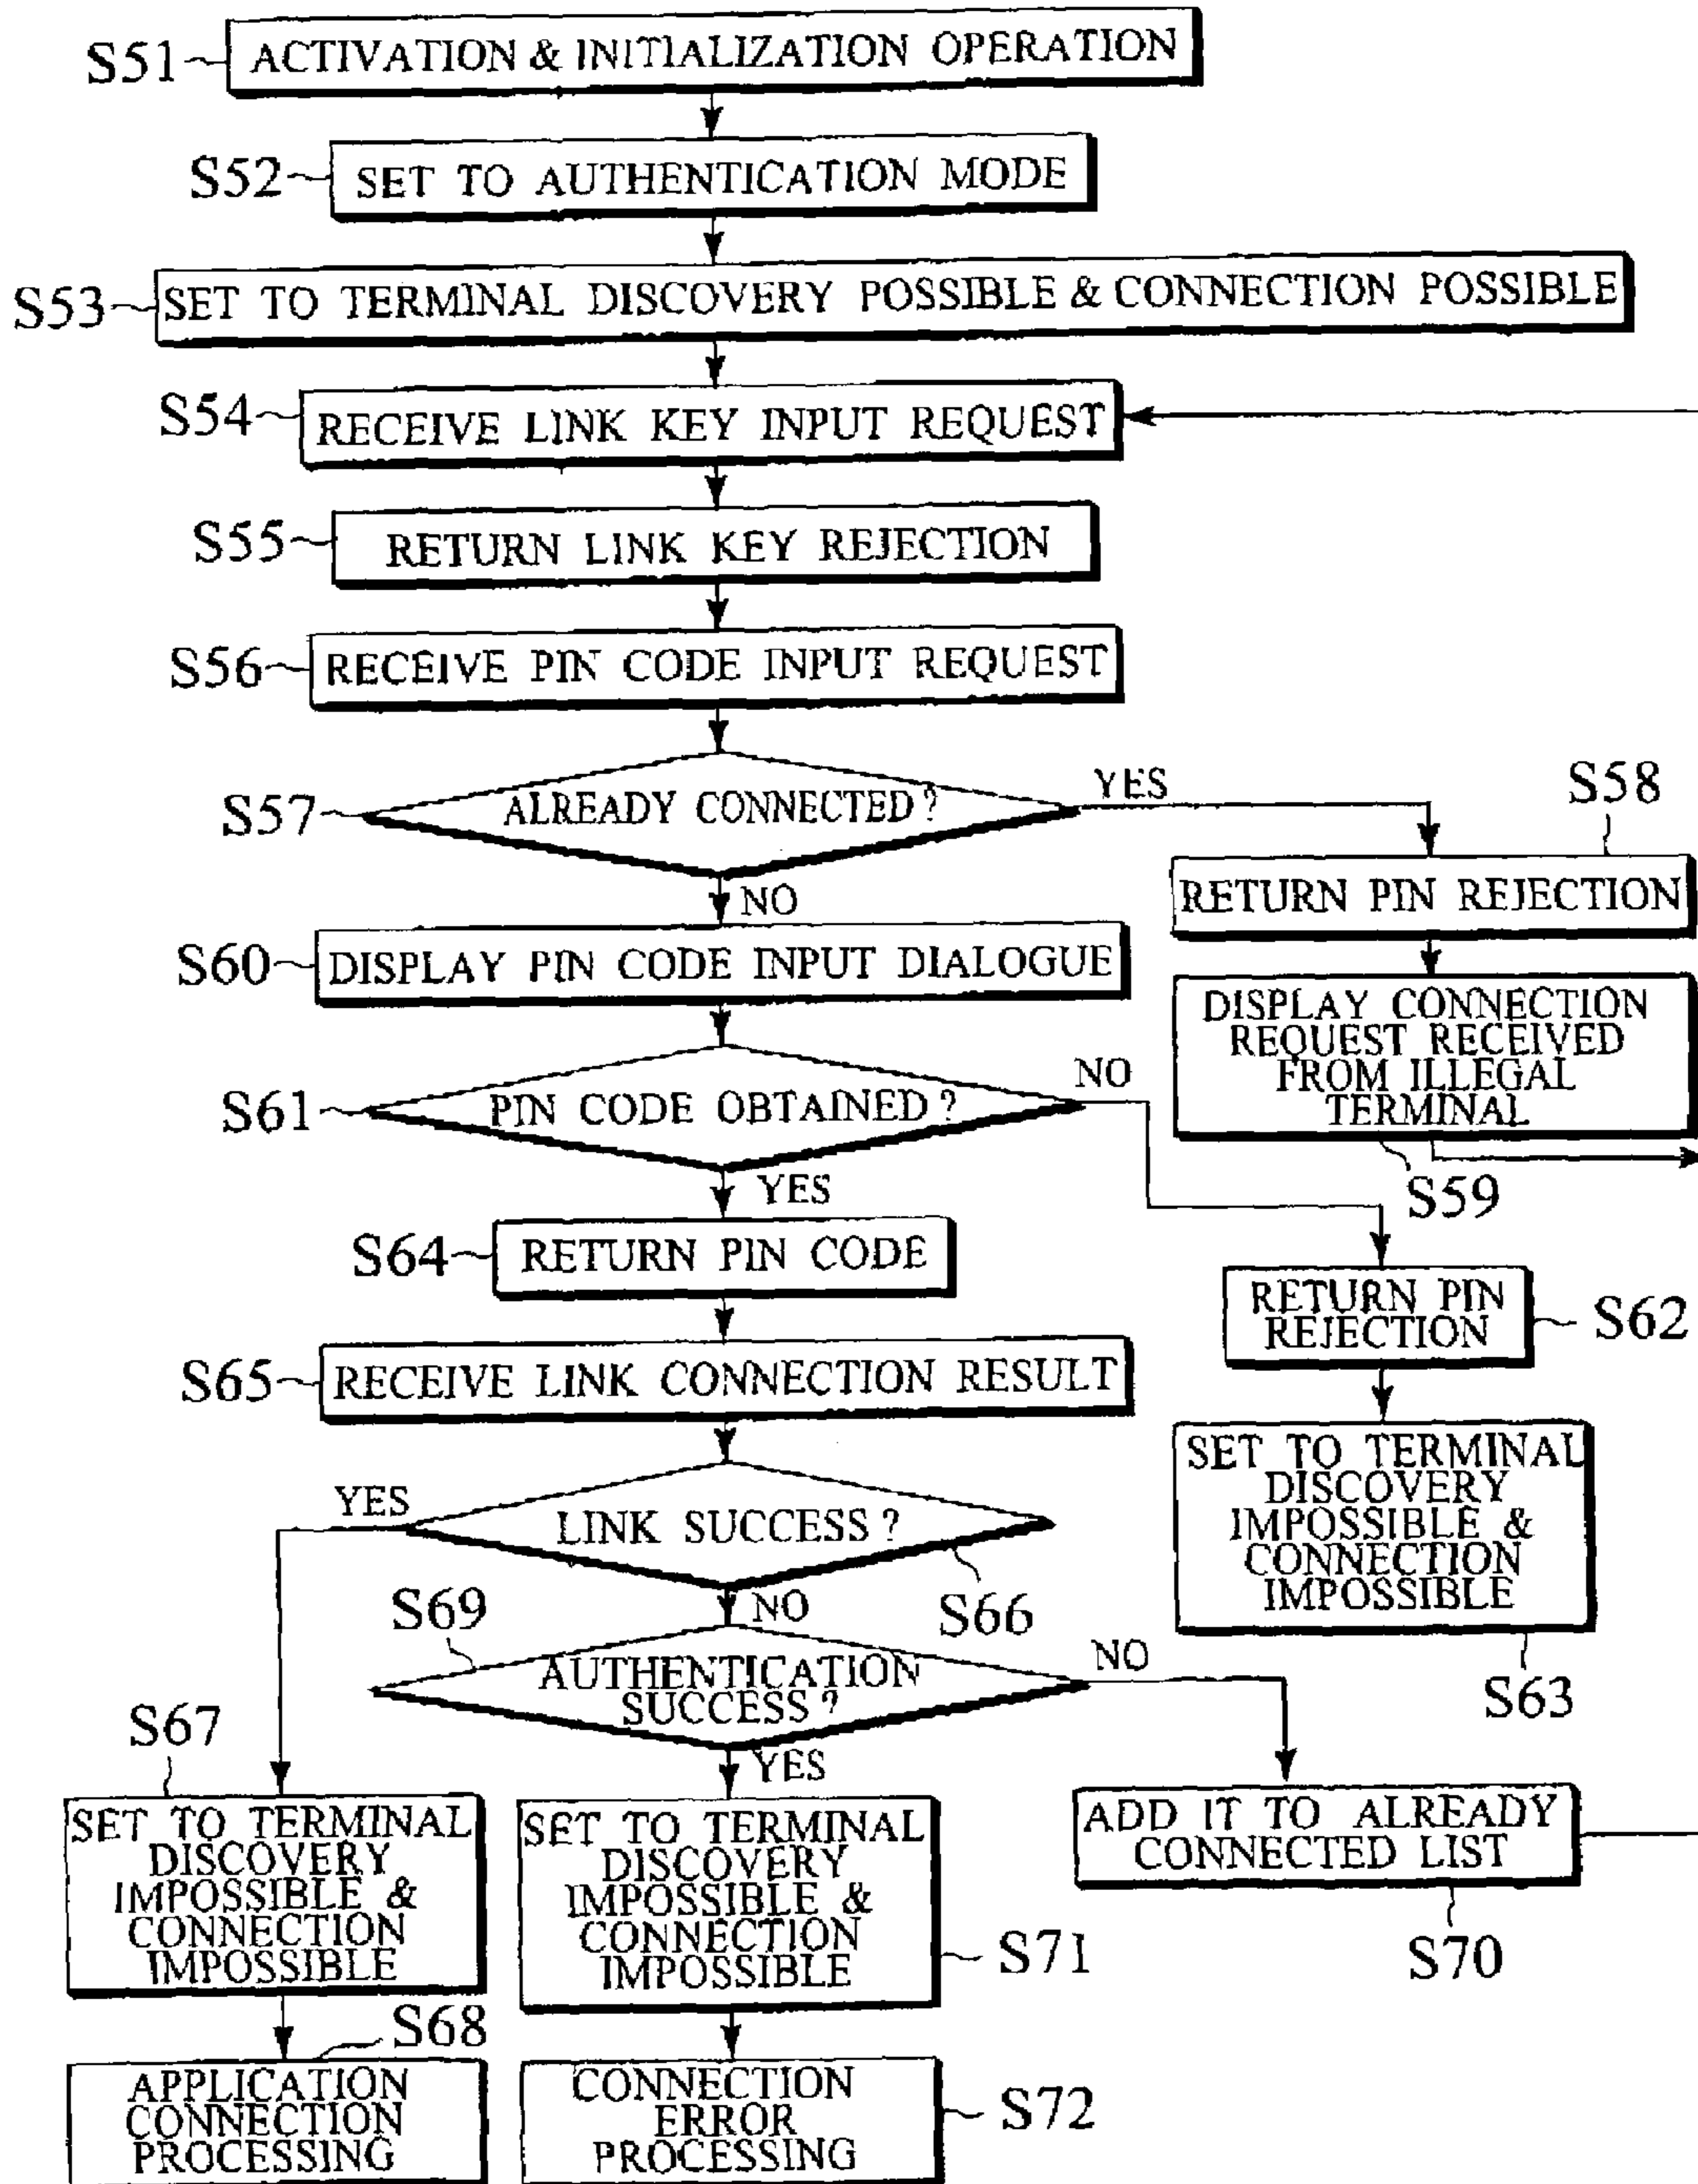 S51
ACTIVATION & INITIALIZATION OPERATION
S52
SET TO AUTHENTICATION MODE
S53
SET TO TERMINAL DISCOVERY POSSIBLE & CONNECTION POSSIBLE
S54
RECEIVE LINK KEY INPUT REQUEST
S55
RETURN LINK KEY REJECTION
S56
RECEIVE PIN CODE INPUT REQUEST
S57
ALREADY CONNECTED?
YES
NO
S58
RETURN PIN REJECTION
DISPLAY CONNECTION
REQUEST RECEIVED
FROM ILLEGAL
TERMINAL
S59
S60
DISPLAY PIN CODE INPUT DIALOGUE
S61
PIN CODE OBTAINED?
NO
YES
RETURN PIN
REJECTION
S62
SET TO TERMINAL
DISCOVERY
IMPOSSIBLE &
CONNECTION
IMPOSSIBLE
S63
S64
RETURN PIN CODE
S65
RECEIVE LINK CONNECTION RESULT
YES
LINK SUCCESS?
S66
NO
S69
AUTHENTICATION
SUCCESS?
NO
YES
S67
SET TO TERMINAL
DISCOVERY
IMPOSSIBLE &
CONNECTION
IMPOSSIBLE
S68
APPLICATION
CONNECTION
PROCESSING
SET TO TERMINAL
DISCOVERY
IMPOSSIBLE &
CONNECTION
IMPOSSIBLE
S71
CONNECTION
ERROR
PROCESSING
S72
ADD IT TO ALREADY
CONNECTED LIST
S70